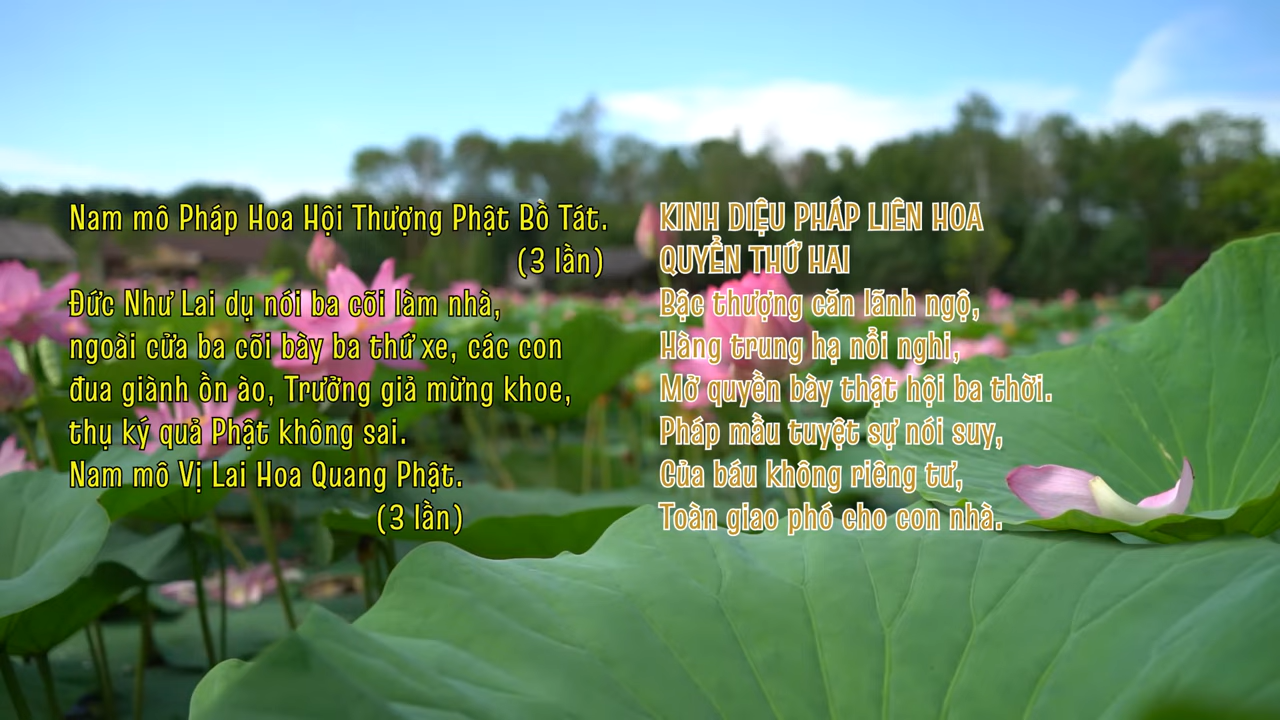 Nam mô Pháp Hoa Hội Thượng Phật Bồ Tát.
(3 lần)
Đức Như Lai dụ nói ba cõi làm nhà,
ngoài cửa ba cõi bày ba thứ xe, các con
đua giành ồn ào, Trưởng giả mừng khoe,
thụ ký quả Phật không sai.
Nam mô Vị Lai Hoa Quang Phật.
(3 lần)
KINH DIỆU PHÁP LIÊN HOA
QUYỂN THỨ HAI
Bậc thượng căn lãnh ngộ,
Hàng trung hạ nổi nghi,
Mở quyền bày thật hội ba thời.
Pháp mầu tuyệt sự nói suy,
Của báu không riêng tư,
Toàn giao phó cho con nhà.